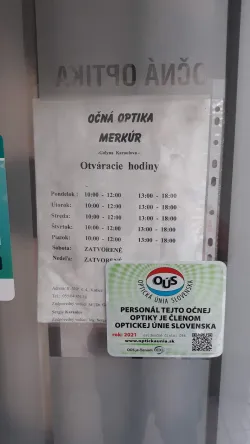 OČNÁ OPTIKA
OČNÁ OPTIKA
MERKÚR
Otváracie hodiny
Pondelok: 10:00 - 12:00 13:00 - 18:00
Utorok: 10:00 - 12:00 13:00 - 18:00
Streda: 10:00 - 12:00 13:00 - 18:00
Štvrtok: 10:00 - 12:00 13:00 - 18:00
Piatok: 10:00 - 12:00 13:00 - 18:00
Sobota: ZATVORENÉ
Nedeľa: ZATVORENÉ
OÚS
OPTICKÁ ÚNIA SLOVENSKA
PERSONÁL TEJTO OČNEJ
OPTIKY JE ČLENOM
OPTICKEJ ÚNIE SLOVENSKA
rok: 2021
www.optickaunia.sk